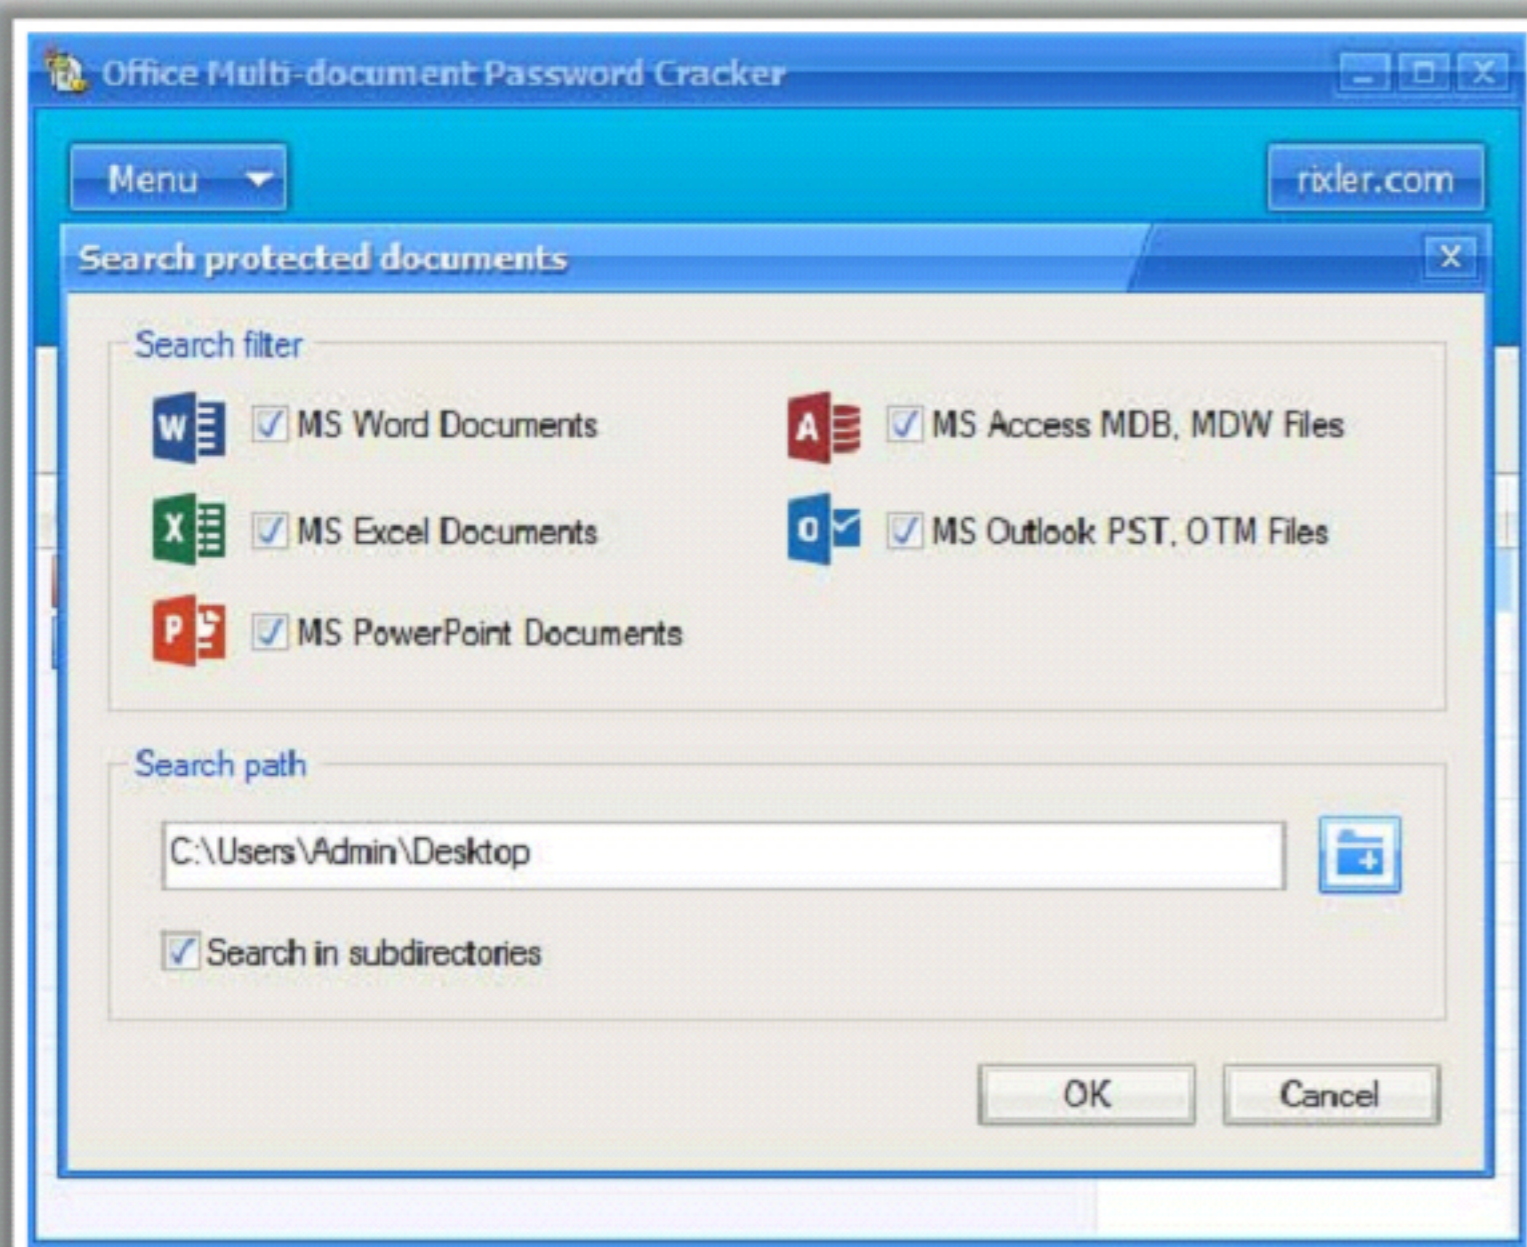 Office Multi-document Password Cracker
Menu
rixler.com
Search protected documents
Search filter
W MS Word Documents
A MS Access MDB, MDW Files
X MS Excel Documents
O MS Outlook PST, OTM Files
P MS PowerPoint Documents
Search path
C:\Users\Admin\Desktop
Search in subdirectories
OK
Cancel